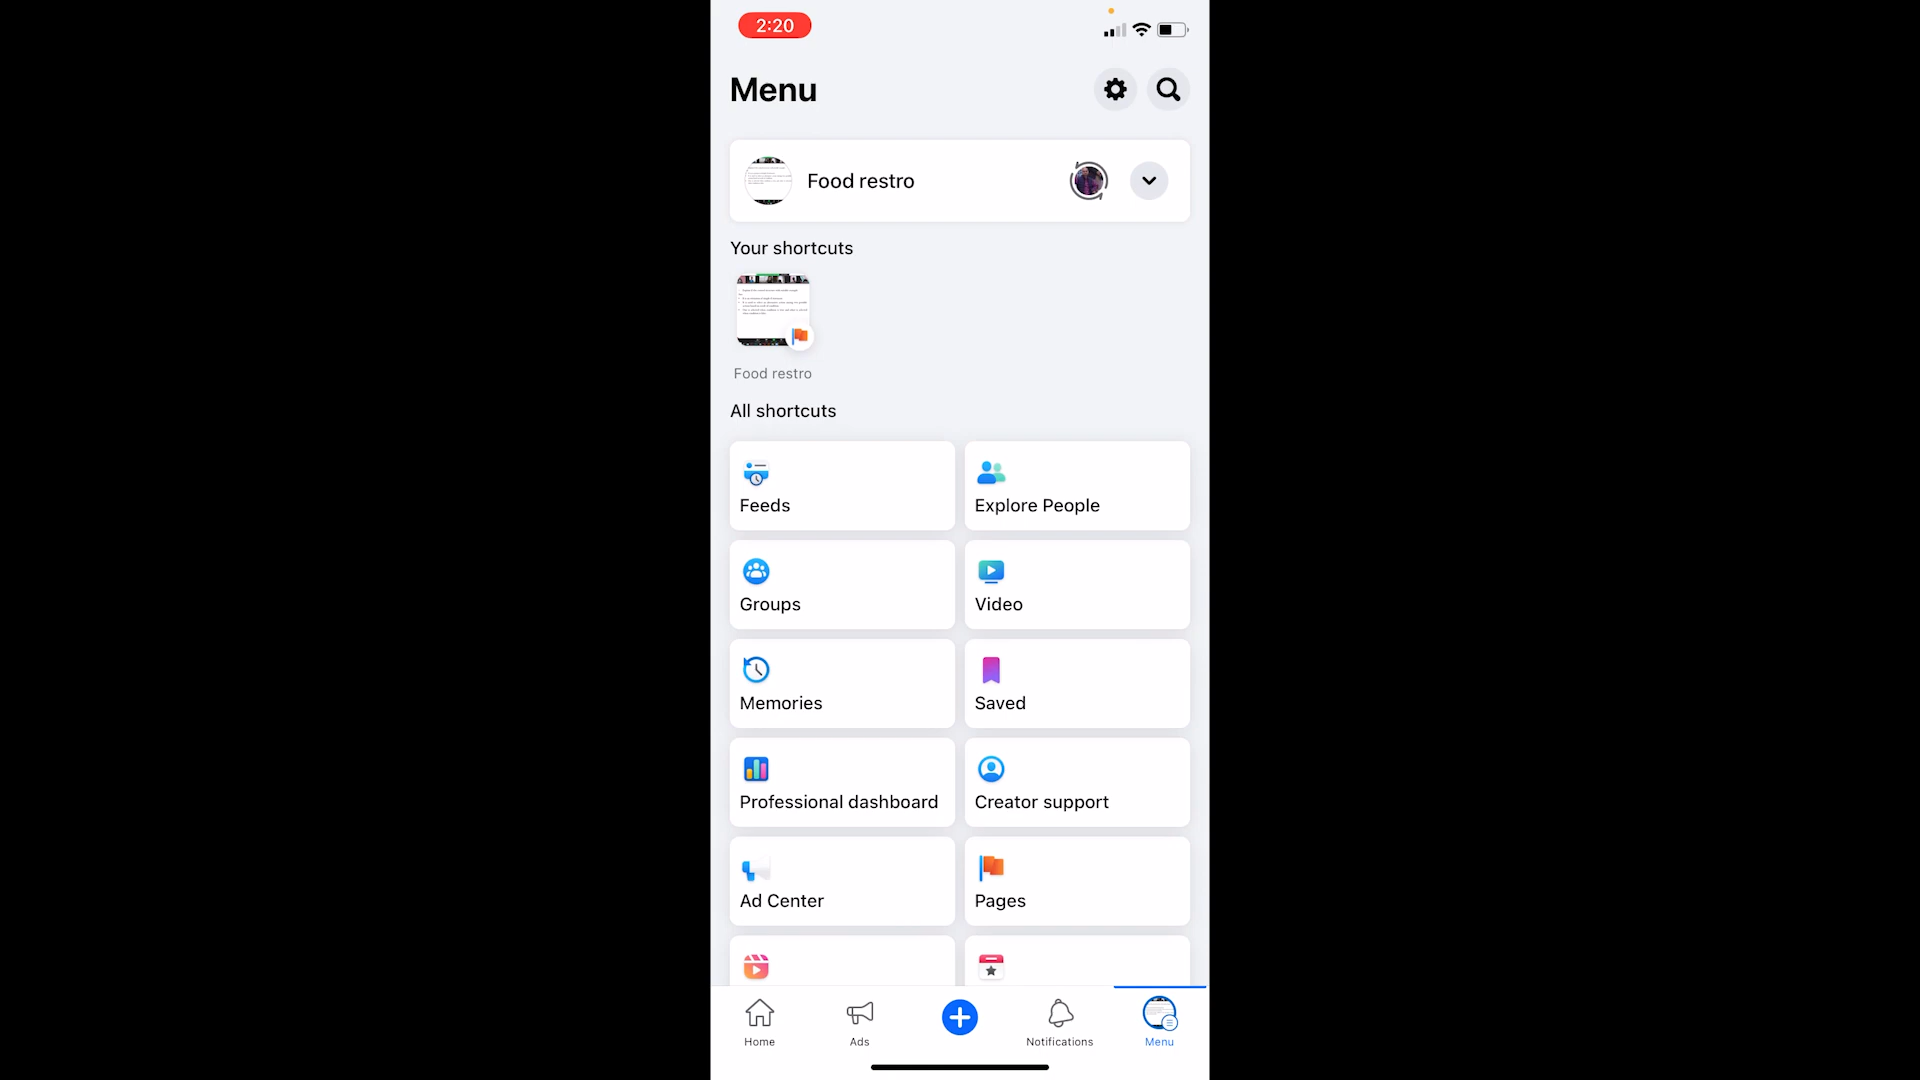 2:20
Menu
Food restro
Your shortcuts
Food restro
All shortcuts
Feeds
Explore People
Groups
Video
Memories
Saved
Professional dashboard
Creator support
Ad Center
Pages
Home
Ads
Notifications
Menu